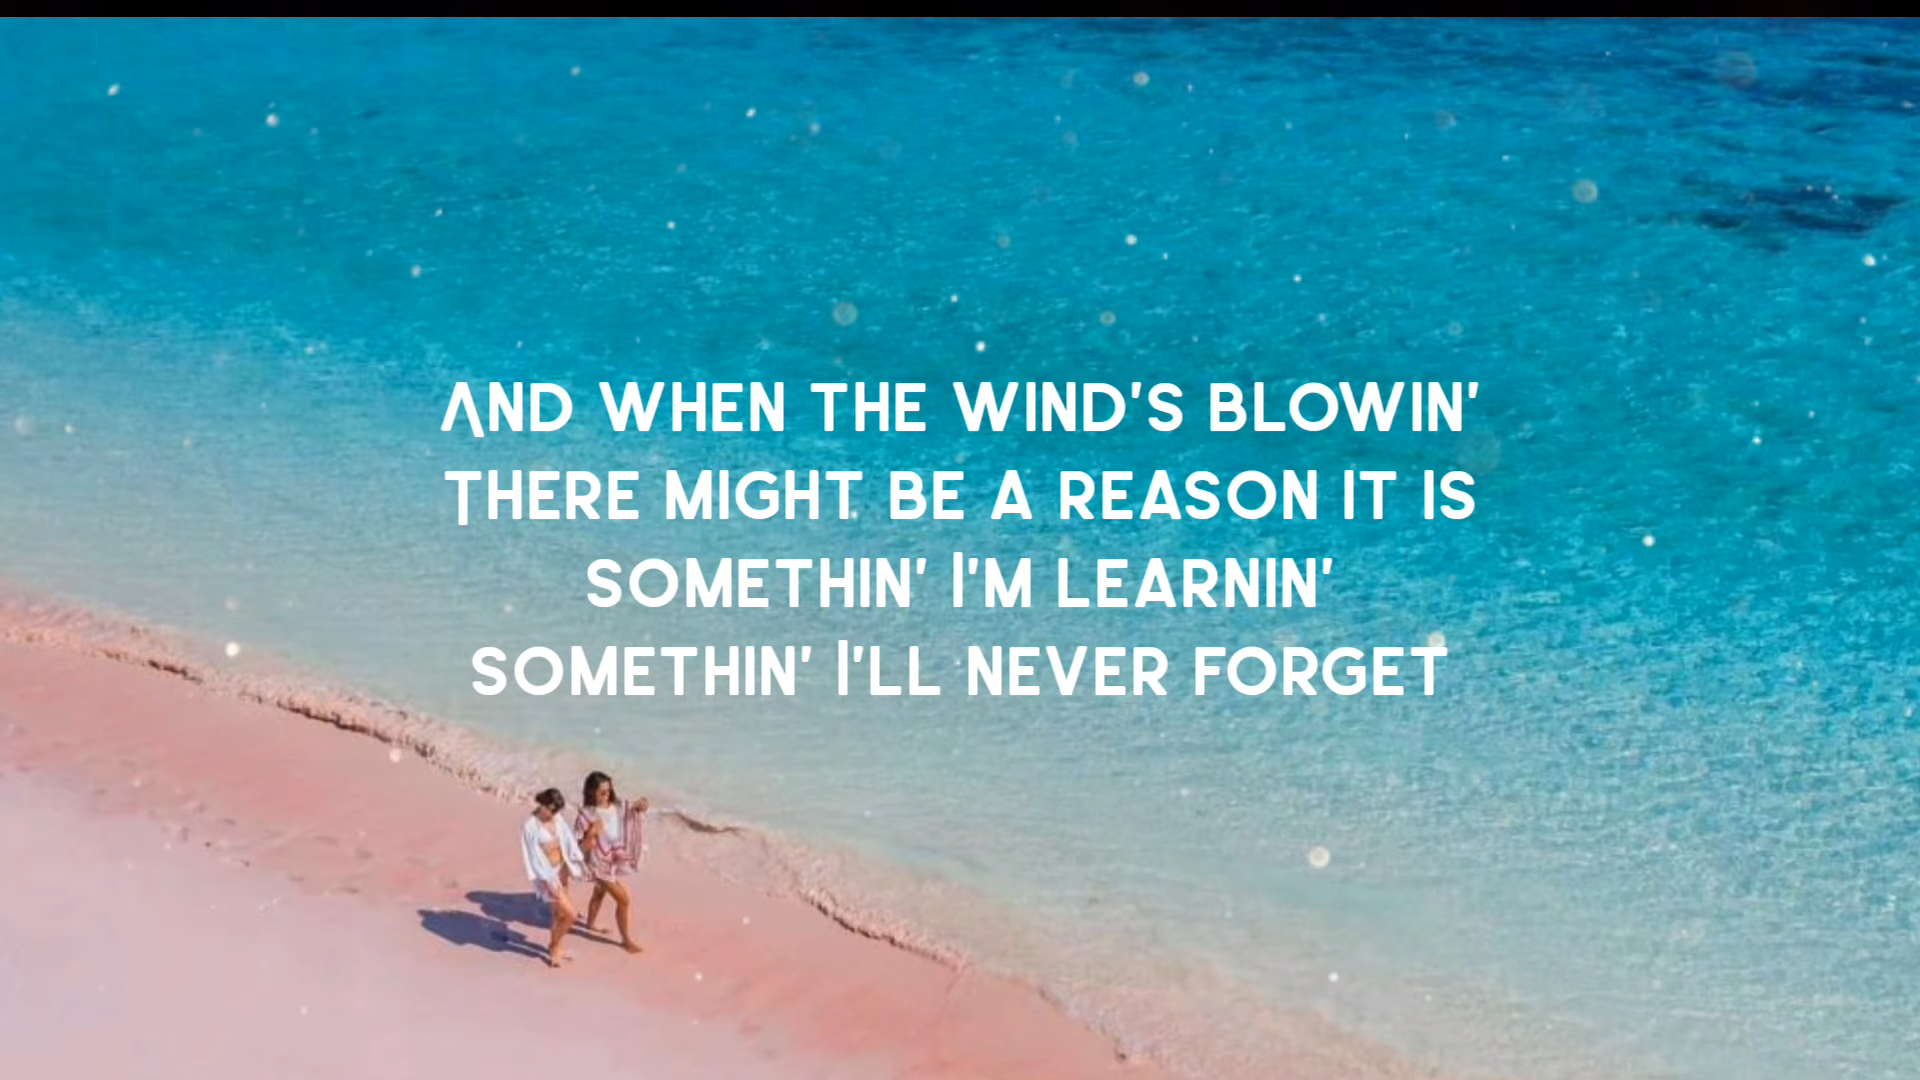 And when the wind's blowin'
There might be a reason it is
somethin' I'm learnin'
somethin' I'll never forget